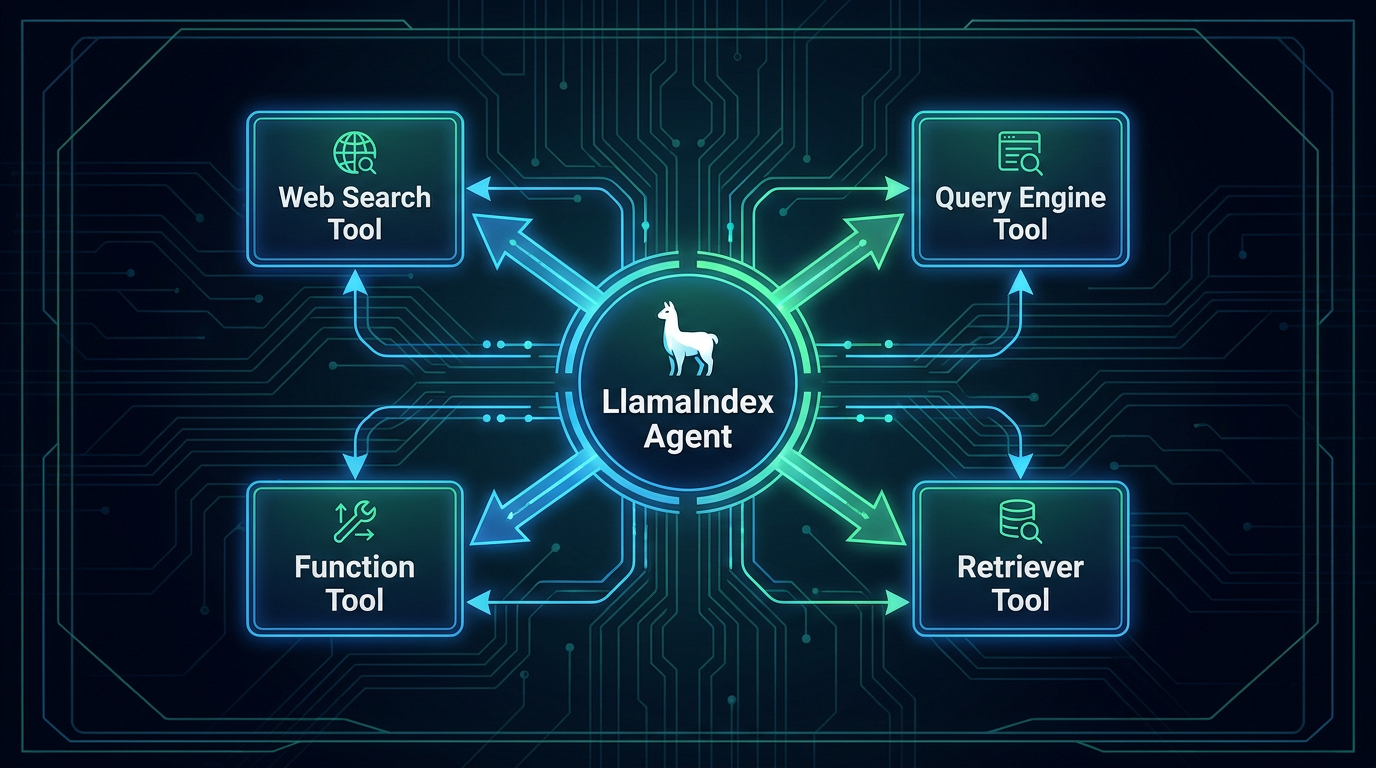 Web Search
Tool
Query Engine
Tool
LlamaIndex
Agent
Function
Tool
Retriever
Tool